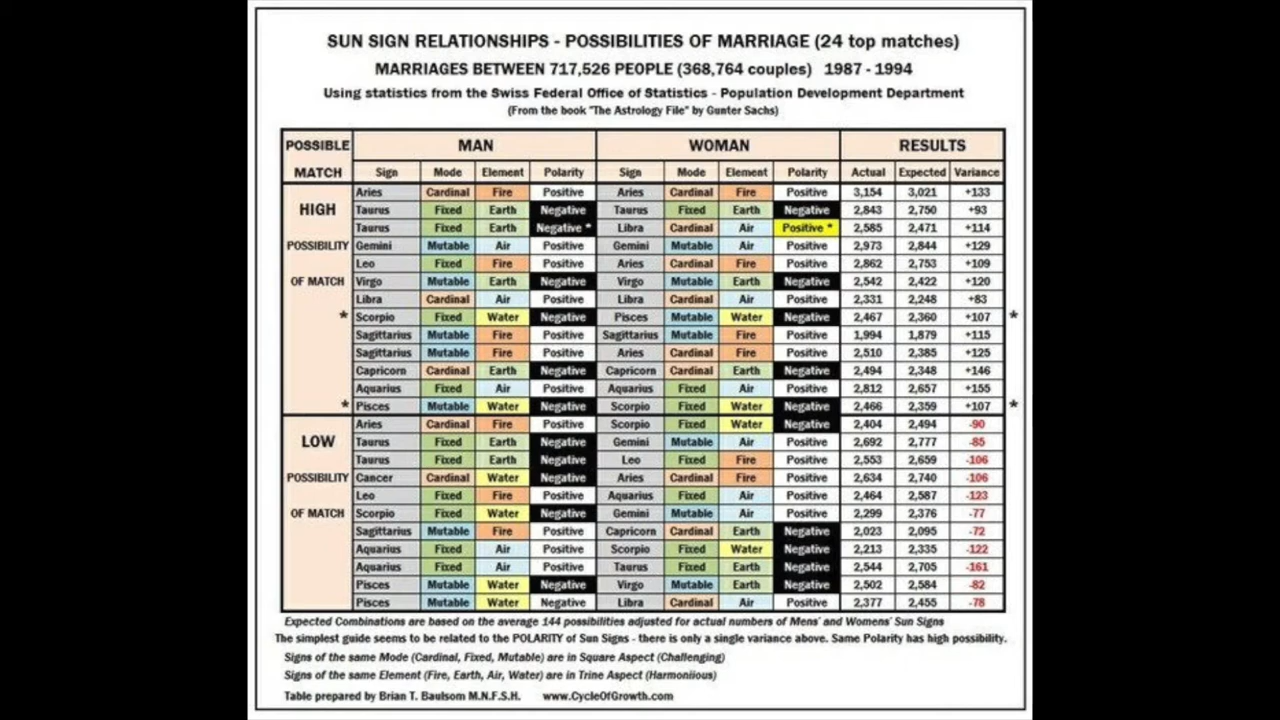 SUN SIGN RELATIONSHIPS - POSSIBILITIES OF MARRIAGE (24 top matches)
MARRIAGES BETWEEN 717,526 PEOPLE (368,764 couples) 1987 - 1994
Using statistics from the Swiss Federal Office of Statistics - Population Development Department
(From the book "The Astrology File" by Gunter Sachs)
POSSIBLE MAN WOMAN RESULTS
MATCH Sign Mode Element Polarity Sign Mode Element Polarity Actual Expected Variance
Aries Cardinal Fire Positive Aries Cardinal Fire Positive 3,154 3,021 +133
HIGH Taurus Fixed Earth Negative Taurus Fixed Earth Negative 2,843 2,750 +93
Taurus Fixed Earth Negative * Libra Cardinal Air Positive * 2,585 2,471 +114
POSSIBILITY Gemini Mutable Air Positive Gemini Mutable Air Positive 2,973 2,844 +129
Leo Fixed Fire Positive Aries Cardinal Fire Positive 2,862 2,753 +109
OF MATCH Virgo Mutable Earth Negative Virgo Mutable Earth Negative 2,542 2,422 +120
Libra Cardinal Air Positive Libra Cardinal Air Positive 2,331 2,248 +83
* Scorpio Fixed Water Negative Pisces Mutable Water Negative 2,467 2,360 +107 *
Sagittarius Mutable Fire Positive Sagittarius Mutable Fire Positive 1,994 1,879 +115
Sagittarius Mutable Fire Positive Aries Cardinal Fire Positive 2,510 2,385 +125
Capricorn Cardinal Earth Negative Capricorn Cardinal Earth Negative 2,494 2,348 +146
Aquarius Fixed Air Positive Aquarius Fixed Air Positive 2,812 2,657 +155
* Pisces Mutable Water Negative Scorpio Fixed Water Negative 2,466 2,359 +107 *
Aries Cardinal Fire Positive Scorpio Fixed Water Negative 2,404 2,494 -90
LOW Taurus Fixed Earth Negative Gemini Mutable Air Positive 2,692 2,777 -85
Taurus Fixed Earth Negative Leo Fixed Fire Positive 2,553 2,659 -106
POSSIBILITY Cancer Cardinal Water Negative Aries Cardinal Fire Positive 2,634 2,740 -106
Leo Fixed Fire Positive Aquarius Fixed Air Positive 2,464 2,587 -123
OF MATCH Scorpio Fixed Water Negative Gemini Mutable Air Positive 2,299 2,376 -77
Sagittarius Mutable Fire Positive Capricorn Cardinal Earth Negative 2,023 2,095 -72
Aquarius Fixed Air Positive Scorpio Fixed Water Negative 2,213 2,335 -122
Aquarius Fixed Air Positive Taurus Fixed Earth Negative 2,544 2,705 -161
Pisces Mutable Water Negative Virgo Mutable Earth Negative 2,502 2,584 -82
Pisces Mutable Water Negative Libra Cardinal Air Positive 2,377 2,455 -78
Expected Combinations are based on the average 144 possibilities adjusted for actual numbers of Mens' and Womens' Sun Signs
The simplest guide seems to be related to the POLARITY of Sun Signs - there is only a single variance above. Same Polarity has high possibility.
Signs of the same Mode (Cardinal, Fixed, Mutable) are in Square Aspect (Challenging)
Signs of the same Element (Fire, Earth, Air, Water) are in Trine Aspect (Harmoniious)
Table prepared by Brian T. Baulsom M.N.F.S.H. www.CycleOfGrowth.com